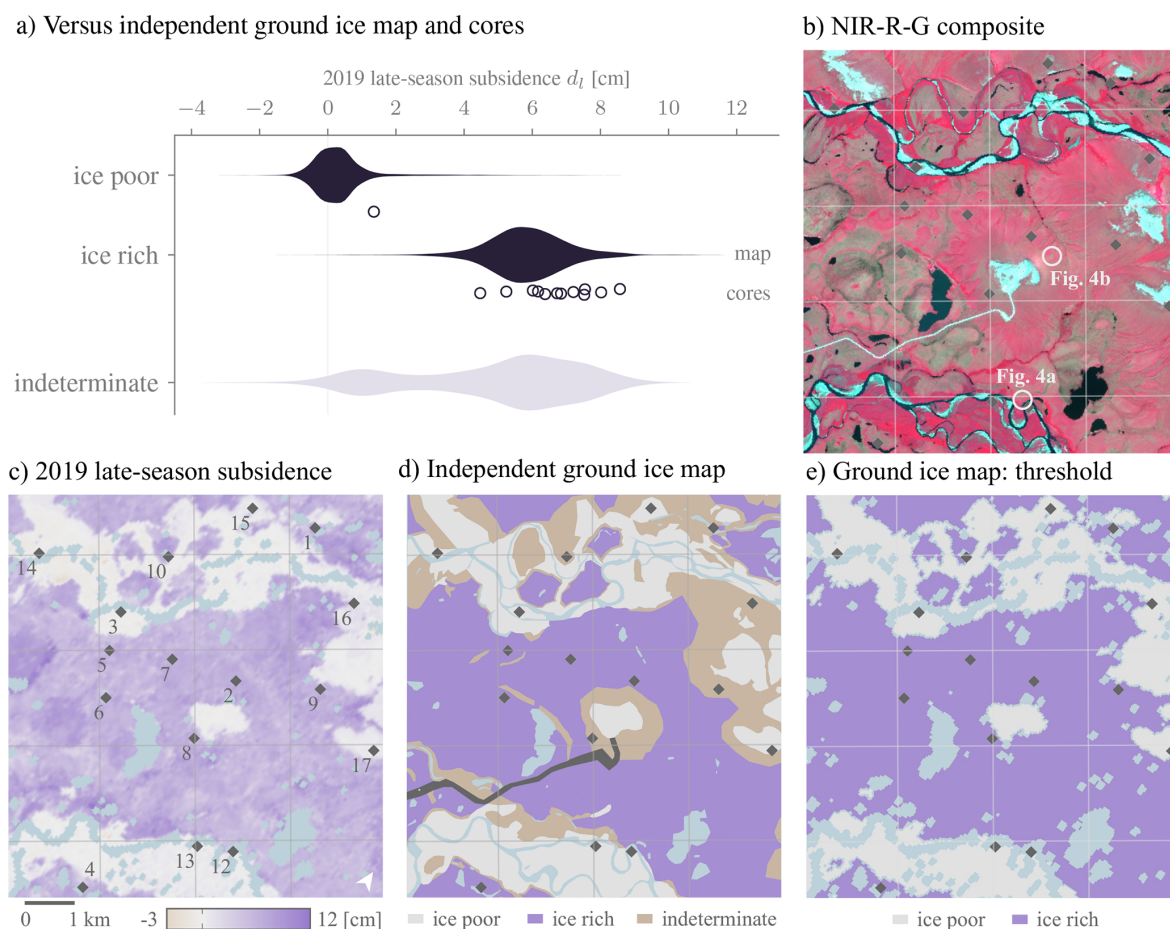 a) Versus independent ground ice map and cores
2019 late-season subsidence dₗ [cm]
−4 −2 0 2 4 6 8 10 12
ice poor
ice rich
map
cores
indeterminate
b) NIR-R-G composite
Fig. 4b
Fig. 4a
c) 2019 late-season subsidence
15
1
14
10
3
16
5
7
2
6
9
8
17
13
12
4
0 1 km
-3 12 [cm]
d) Independent ground ice map
ice poor ice rich indeterminate
e) Ground ice map: threshold
ice poor ice rich